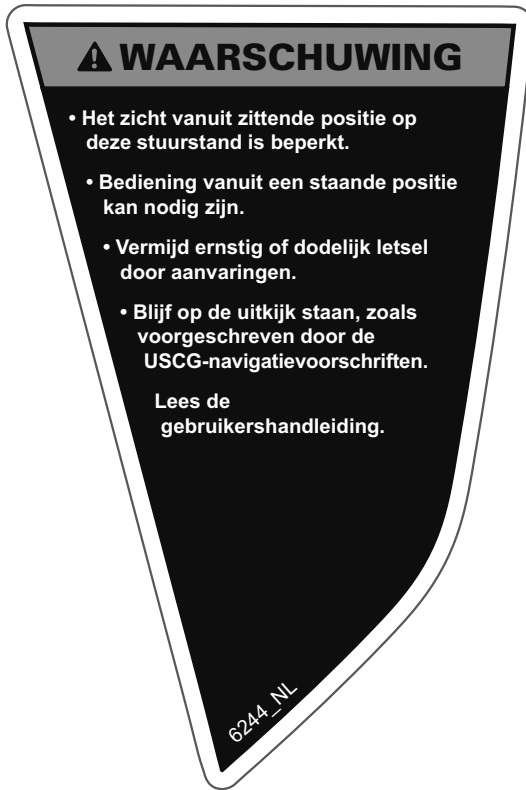 WAARSCHUWING
• Het zicht vanuit zittende positie op
deze stuurstand is beperkt.
• Bediening vanuit een staande positie
kan nodig zijn.
• Vermijd ernstig of dodelijk letsel
door aanvaringen.
• Blijf op de uitkijk staan, zoals
voorgeschreven door de
USCG-navigatievoorschriften.
Lees de
gebruikershandleiding.
6244_NL